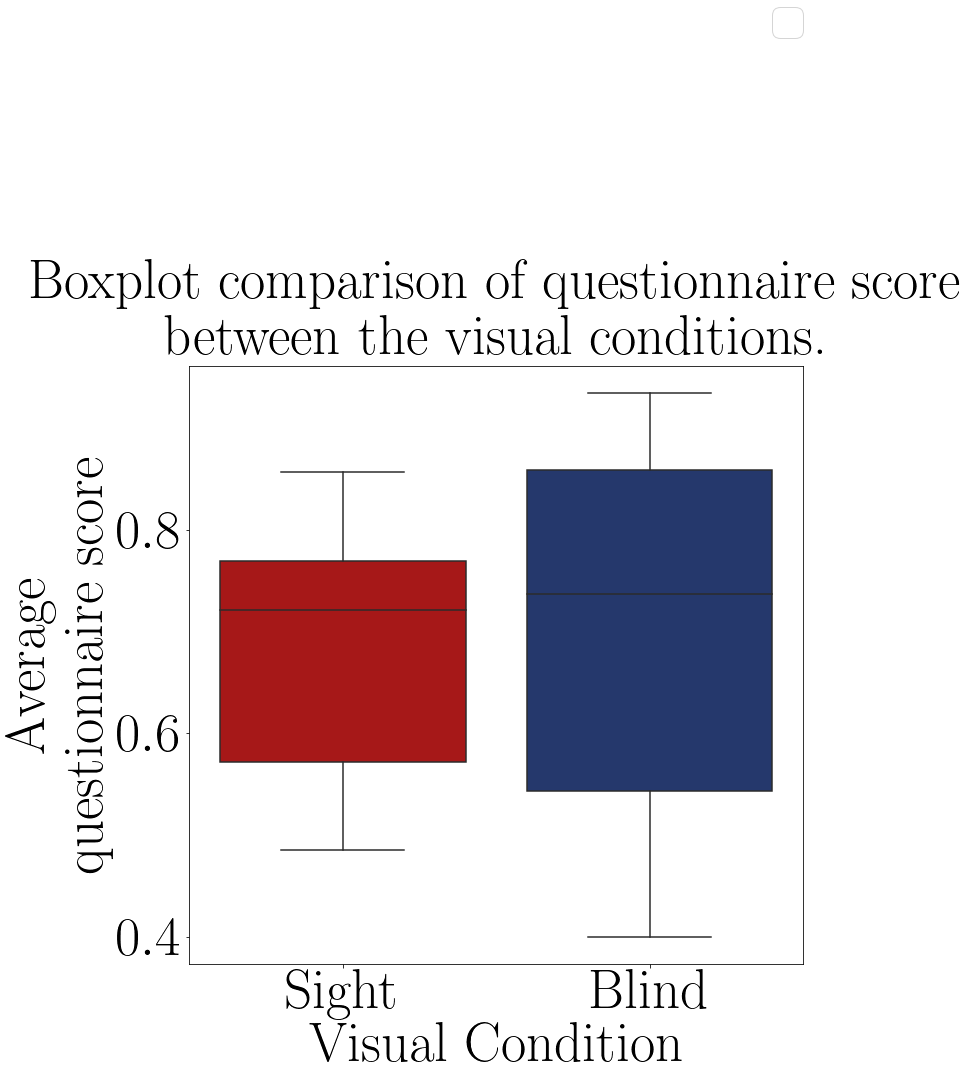 Boxplot comparison of questionnaire score
between the visual conditions.
Average
questionnaire score
0.8
0.6
0.4
Sight
Blind
Visual Condition